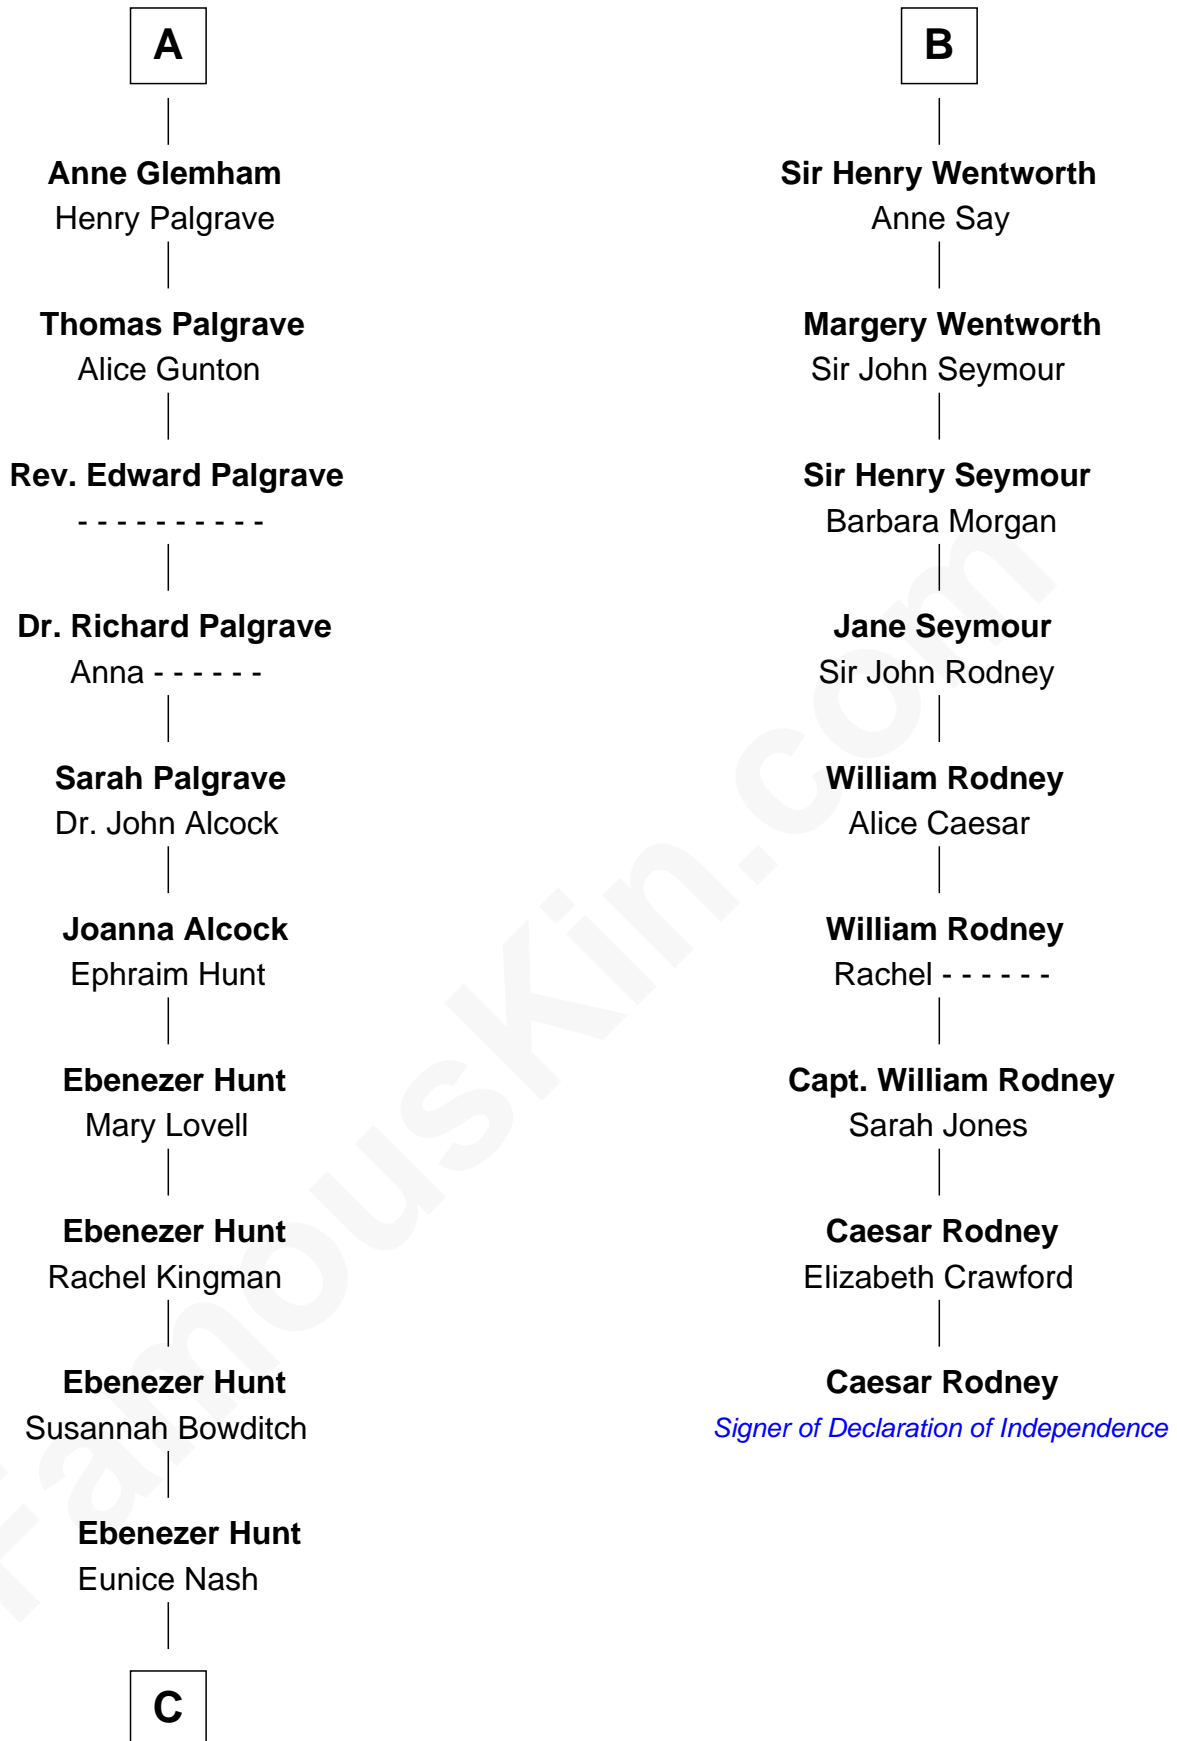 A
Anne Glemham
Henry Palgrave
Thomas Palgrave
Alice Gunton
Rev. Edward Palgrave
- - - - - - - - - -
Dr. Richard Palgrave
Anna - - - - - -
Sarah Palgrave
Dr. John Alcock
Joanna Alcock
Ephraim Hunt
Ebenezer Hunt
Mary Lovell
Ebenezer Hunt
Rachel Kingman
Ebenezer Hunt
Susannah Bowditch
Ebenezer Hunt
Eunice Nash
C
B
Sir Henry Wentworth
Anne Say
Margery Wentworth
Sir John Seymour
Sir Henry Seymour
Barbara Morgan
Jane Seymour
Sir John Rodney
William Rodney
Alice Caesar
William Rodney
Rachel - - - - - -
Capt. William Rodney
Sarah Jones
Caesar Rodney
Elizabeth Crawford
Caesar Rodney
Signer of Declaration of Independence
FamousKin.com